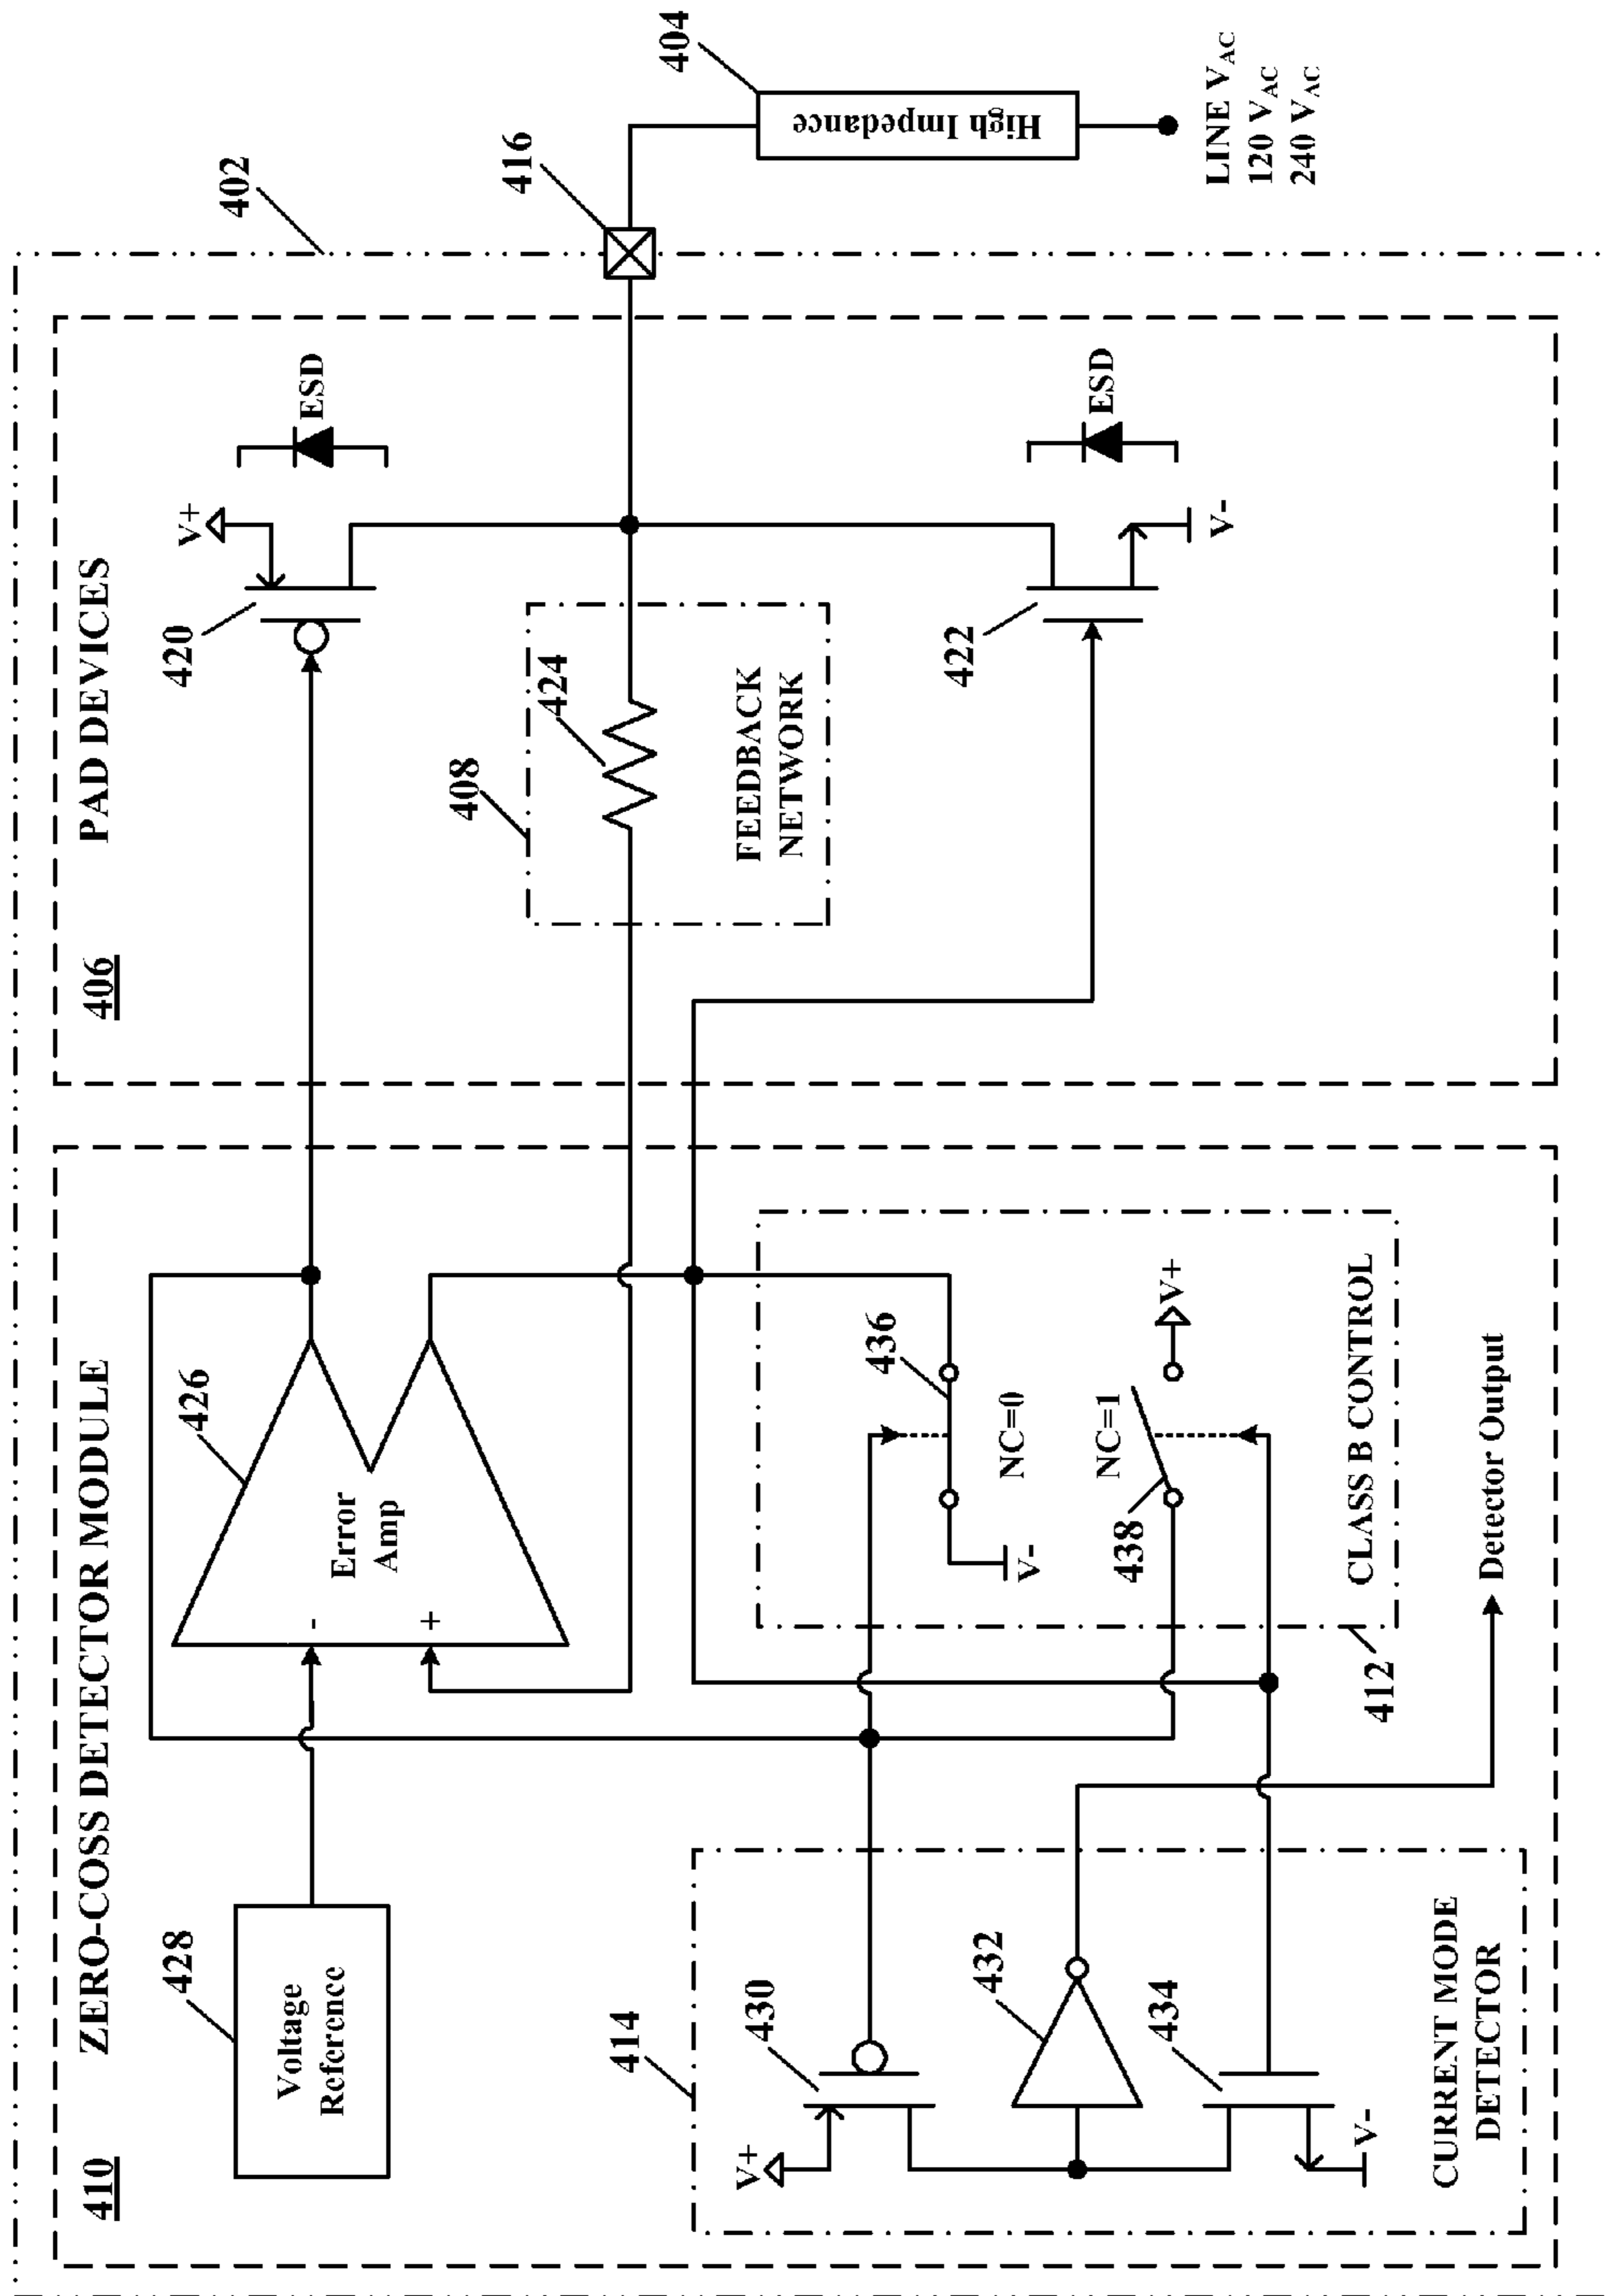 402
404
LINE VAC
120 VAC
240 VAC
High Impedance
416
410
ZERO-COSS DETECTOR MODULE
406
PAD DEVICES
428
Voltage
Reference
426
Error
Amp
-
+
420
V+
ESD
408
424
FEEDBACK
NETWORK
422
V-
ESD
414
430
V+
432
434
V-
CURRENT MODE
DETECTOR
436
V-
NC=0
NC=1
438
V+
CLASS B CONTROL
412
Detector Output